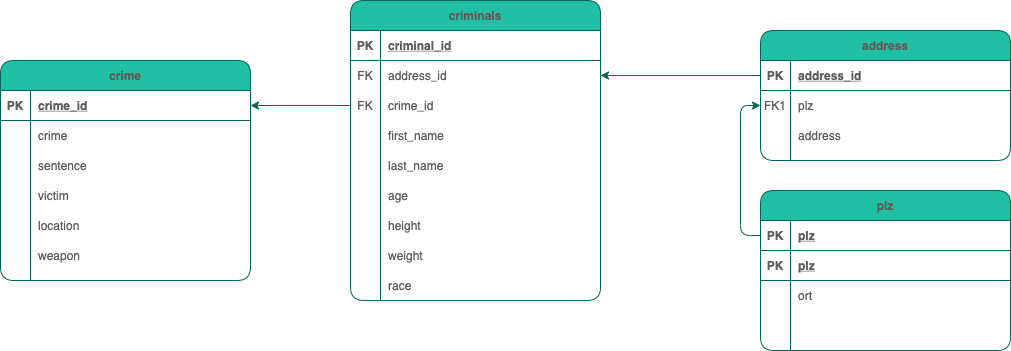 crime
PK crime_id
crime
sentence
victim
location
weapon
criminals
PK criminal_id
FK address_id
FK crime_id
first_name
last_name
age
height
weight
race
address
PK address_id
FK1 plz
address
plz
PK plz
PK plz
ort